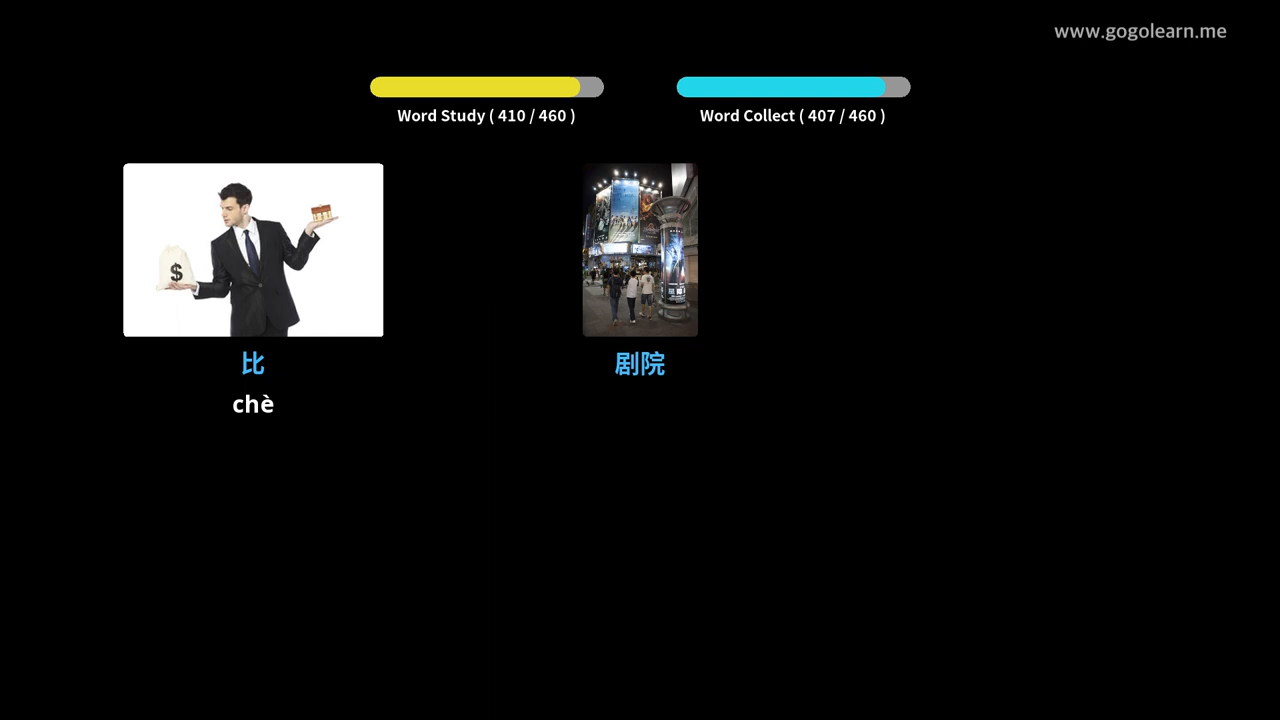 www.gogolearn.me
Word Study ( 410 / 460 )
Word Collect ( 407 / 460 )
$
比
剧院
chè